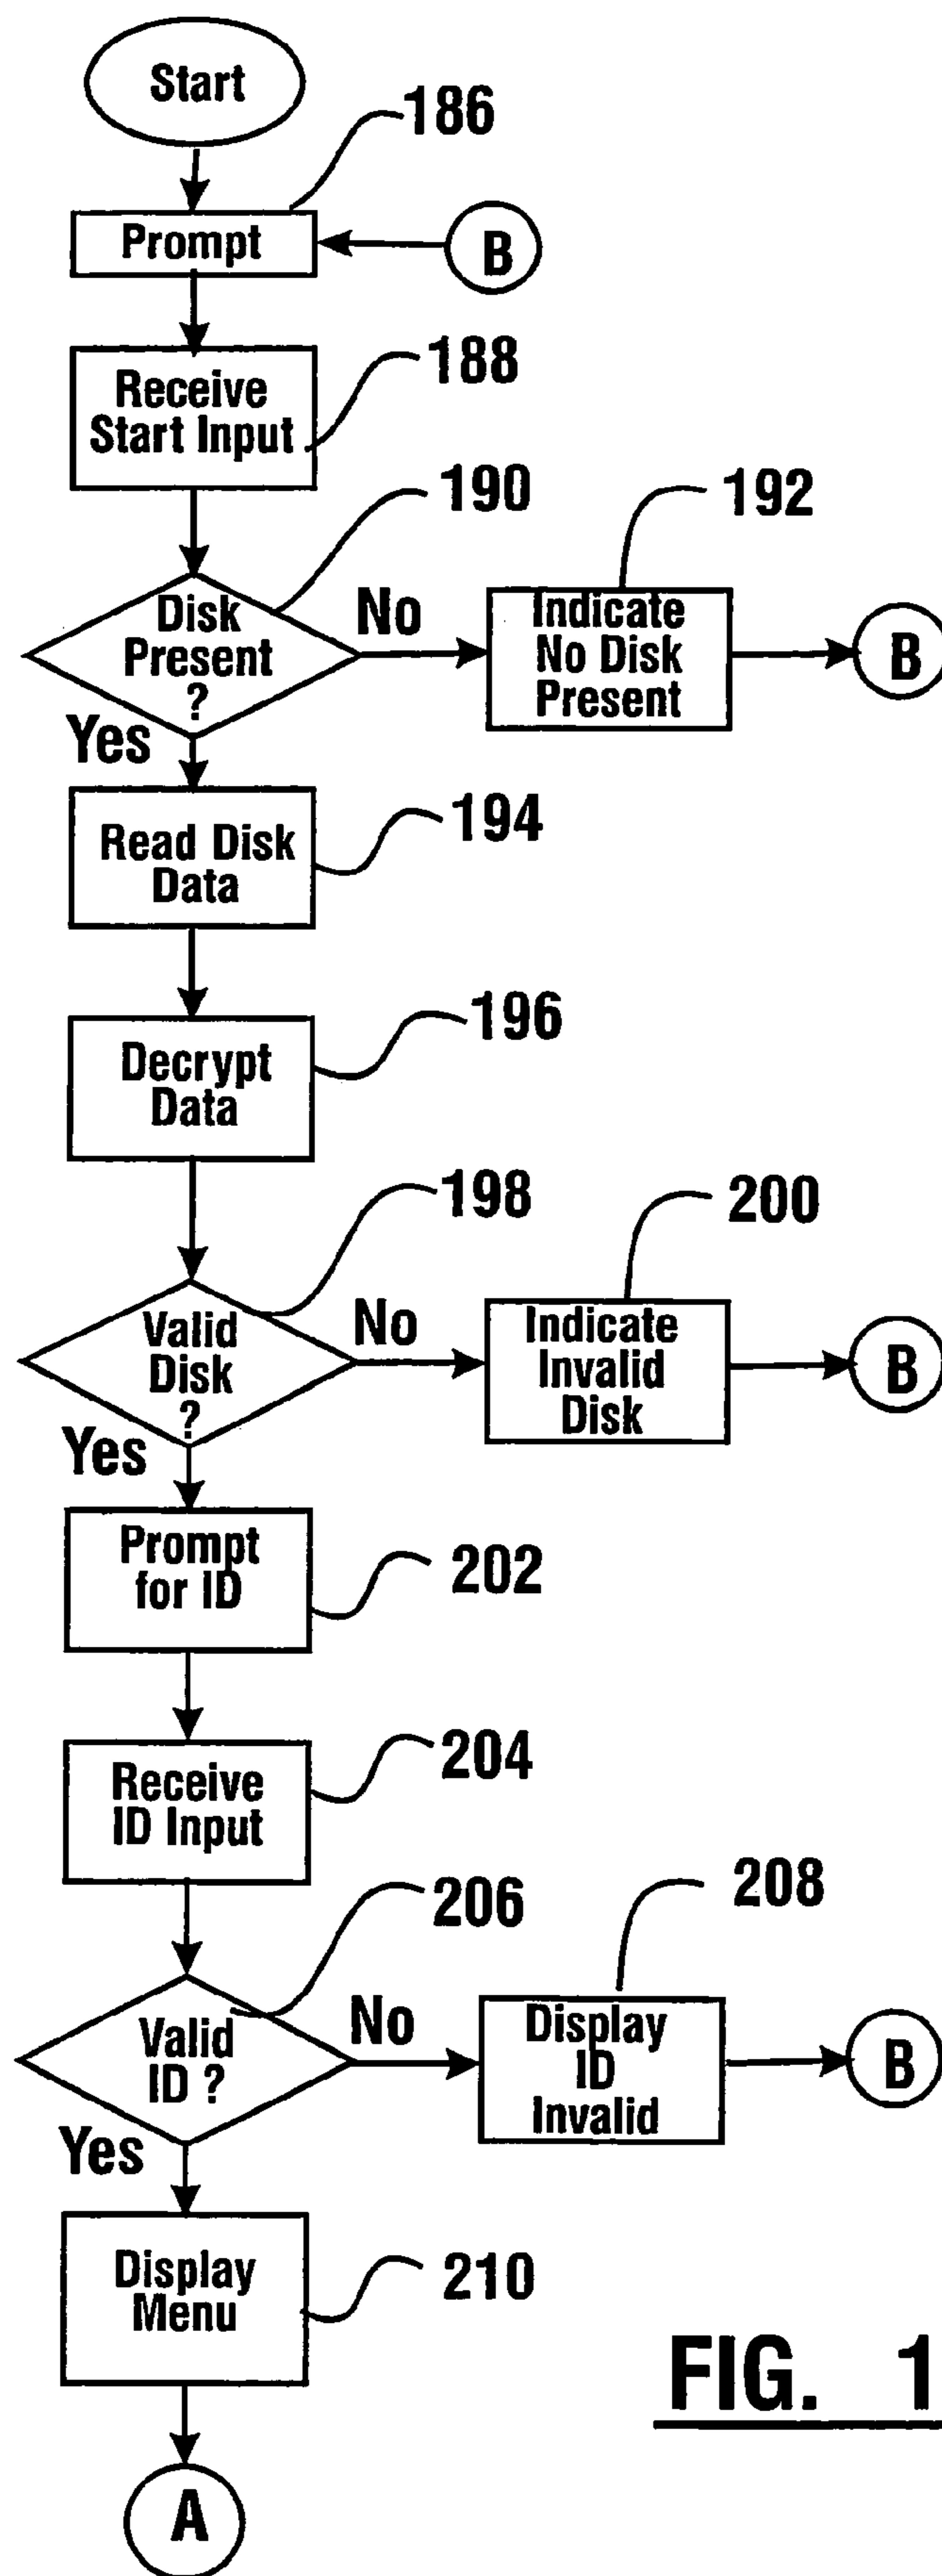 Start
186
Prompt
B
Receive
Start Input
188
190
Disk
Present
?
No
192
Indicate
No Disk
Present
B
Yes
Read Disk
Data
194
Decrypt
Data
196
198
Valid
Disk
?
No
200
Indicate
Invalid
Disk
B
Yes
Prompt
for ID
202
Receive
ID Input
204
206
Valid
ID ?
No
208
Display
ID
Invalid
B
Yes
Display
Menu
210
FIG. 1
A